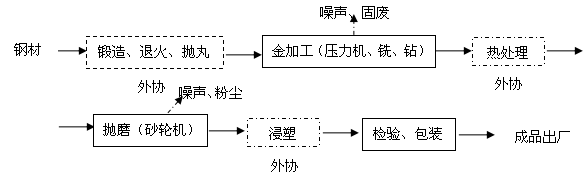 噪声、固废
钢材
锻造、退火、抛丸
金加工（压力机、铣、钻）
热处理
外协
外协
噪声、粉尘
抛磨（砂轮机）
浸塑
检验、包装
成品出厂
外协